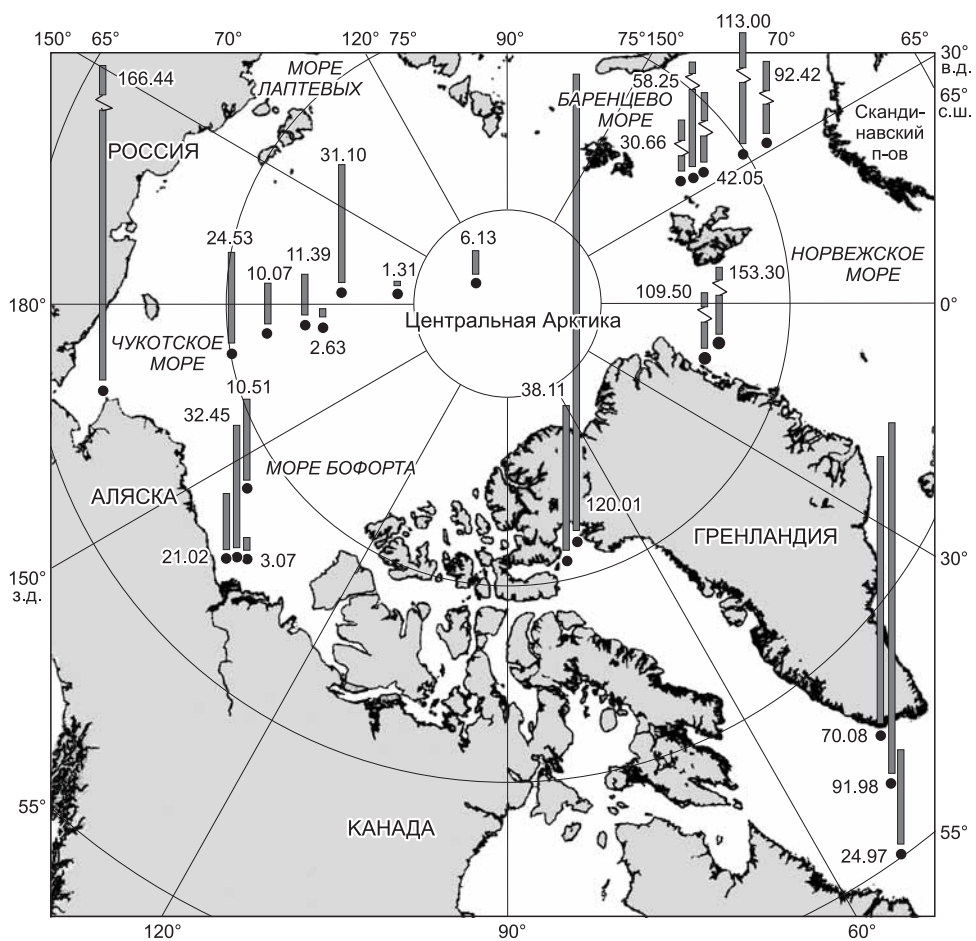 150°
65°
70°
120°
75°
90°
75°
150°
113.00
70°
65°
30°
в.д.
65°
с.ш.
166.44
МОРЕ
ЛАПТЕВЫХ
58.25
92.42
БАРЕНЦЕВО
МОРЕ
Сканди-
навский
п-ов
РОССИЯ
31.10
30.66
42.05
24.53
11.39
6.13
10.07
1.31
НОРВЕЖСКОЕ
МОРЕ
153.30
109.50
180°
0°
Центральная Арктика
2.63
ЧУКОТСКОЕ
МОРЕ
10.51
38.11
32.45
МОРЕ БОФОРТА
АЛЯСКА
120.01
ГРЕНЛАНДИЯ
21.02
3.07
150°
з.д.
30°
70.08
91.98
55°
КАНАДА
55°
24.97
120°
90°
60°